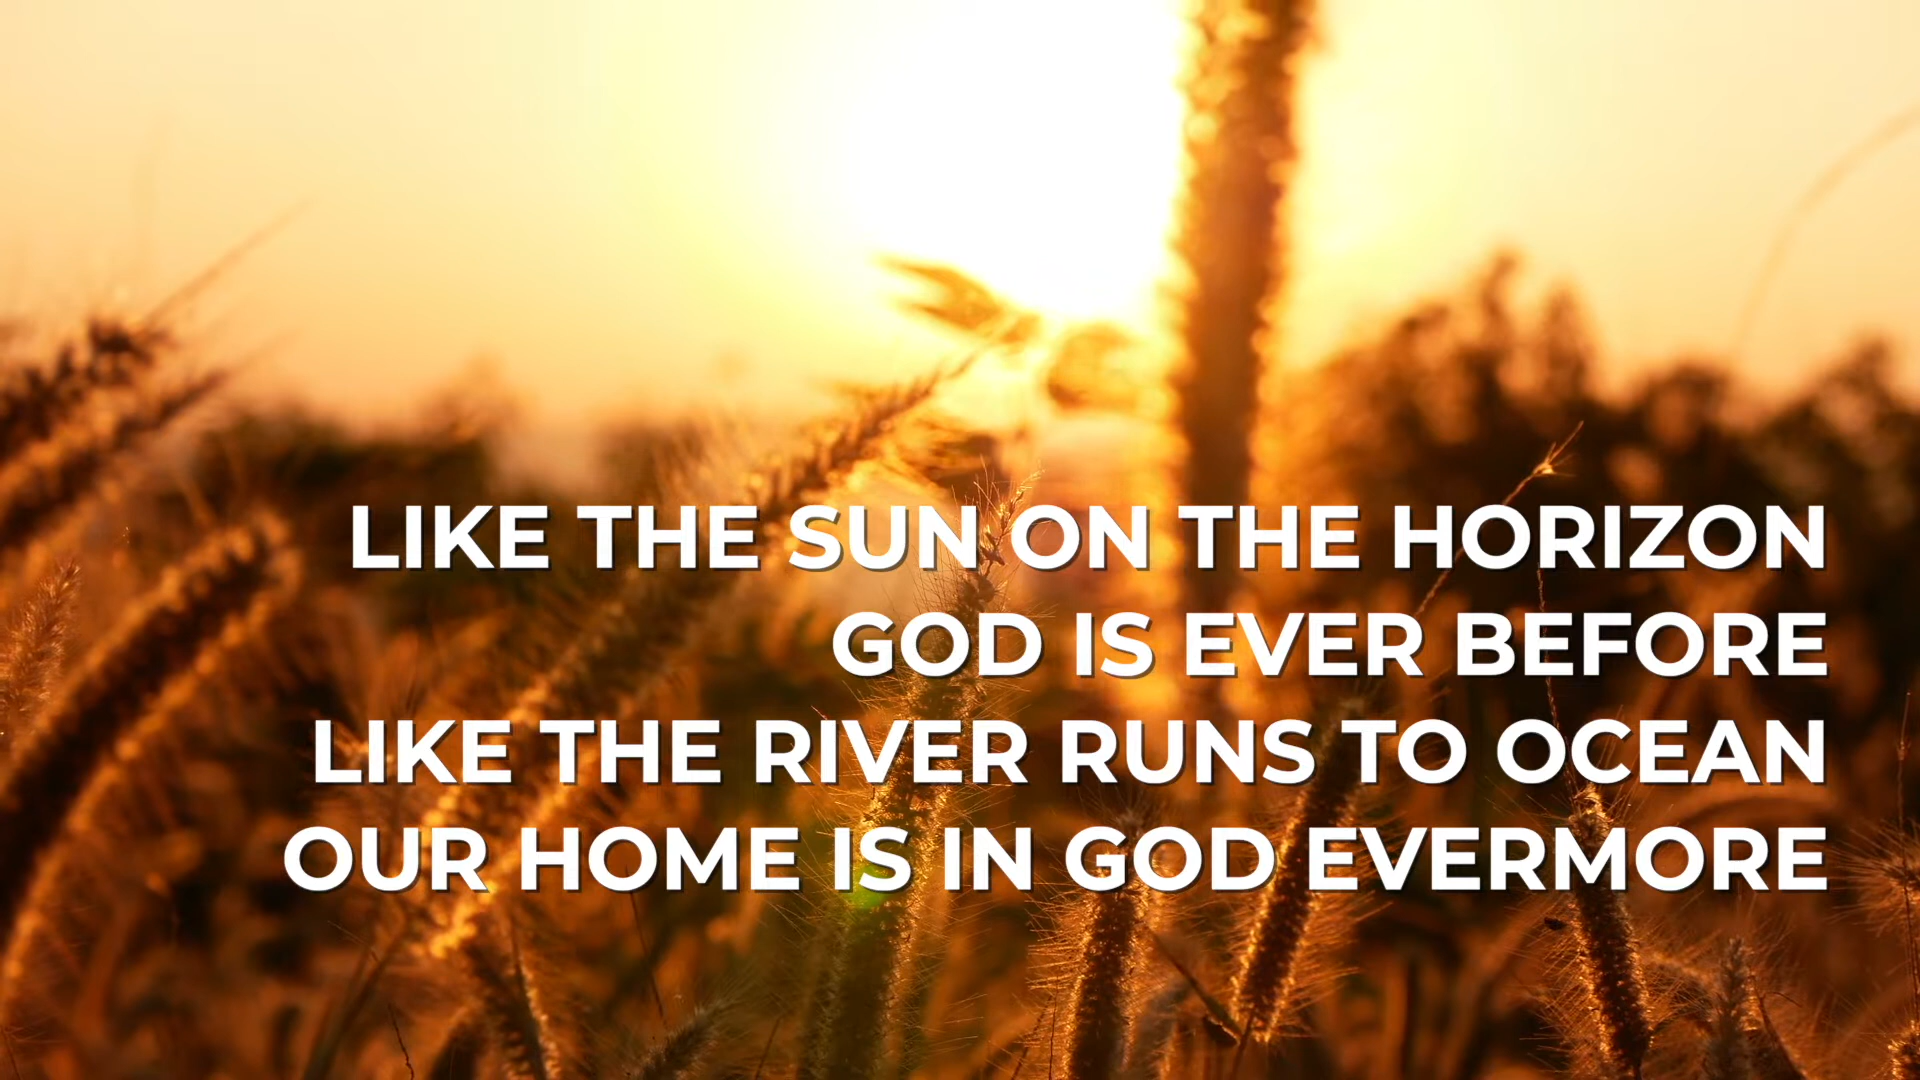 LIKE THE SUN ON THE HORIZON
GOD IS EVER BEFORE
LIKE THE RIVER RUNS TO OCEAN
OUR HOME IS IN GOD EVERMORE